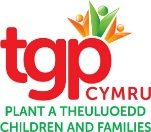 tgp
CYMRU
PLANT A THEULUOEDD
CHILDREN AND FAMILIES